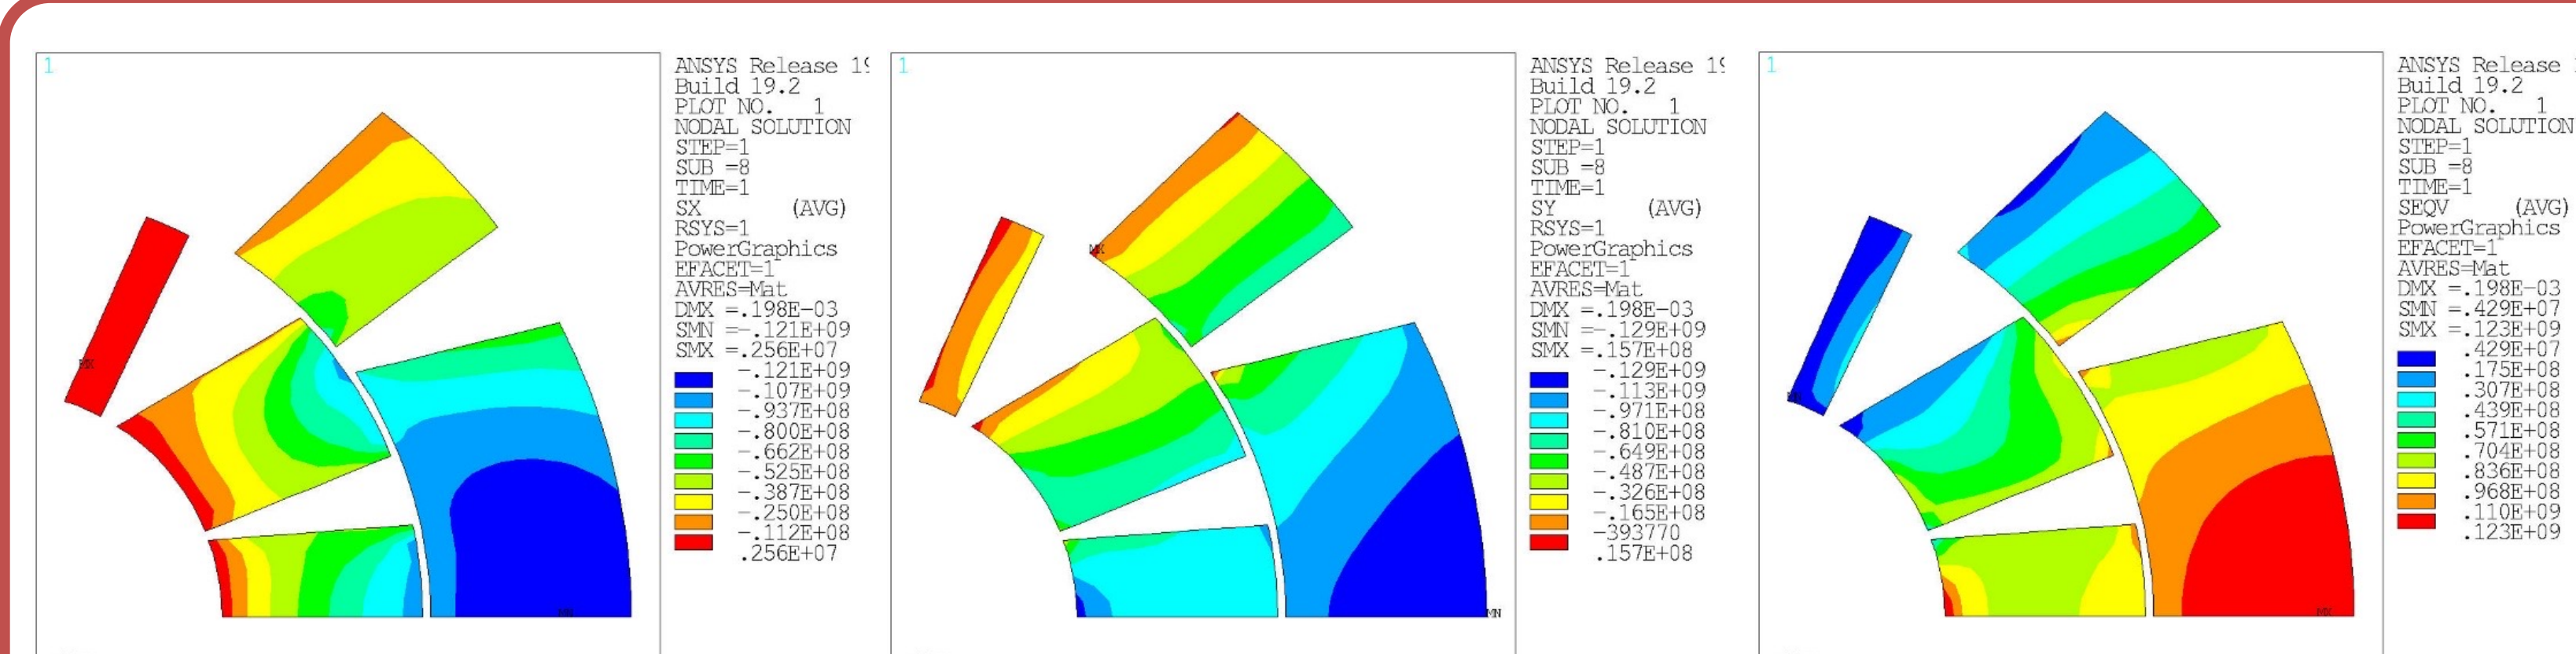 1
ANSYS Release 19
Build 19.2
PLOT NO. 1
NODAL SOLUTION
STEP=1
SUB =8
TIME=1
SX (AVG)
RSYS=1
PowerGraphics
EFACET=1
AVRES=Mat
DMX =.198E-03
SMN =-.121E+09
SMX =.256E+07
-.121E+09
-.107E+09
-.937E+08
-.800E+08
-.662E+08
-.525E+08
-.387E+08
-.250E+08
-.112E+08
.256E+07
MX
MN
1
ANSYS Release 19
Build 19.2
PLOT NO. 1
NODAL SOLUTION
STEP=1
SUB =8
TIME=1
SY (AVG)
RSYS=1
PowerGraphics
EFACET=1
AVRES=Mat
DMX =.198E-03
SMN =-.129E+09
SMX =.157E+08
-.129E+09
-.113E+09
-.971E+08
-.810E+08
-.649E+08
-.487E+08
-.326E+08
-.165E+08
-393770
.157E+08
MX
MN
1
ANSYS Release
Build 19.2
PLOT NO. 1
NODAL SOLUTION
STEP=1
SUB =8
TIME=1
SEQV (AVG)
PowerGraphics
EFACET=1
AVRES=Mat
DMX =.198E-03
SMN =.429E+07
SMX =.123E+09
.429E+07
.175E+08
.307E+08
.439E+08
.571E+08
.704E+08
.836E+08
.968E+08
.110E+09
.123E+09
MN
MX